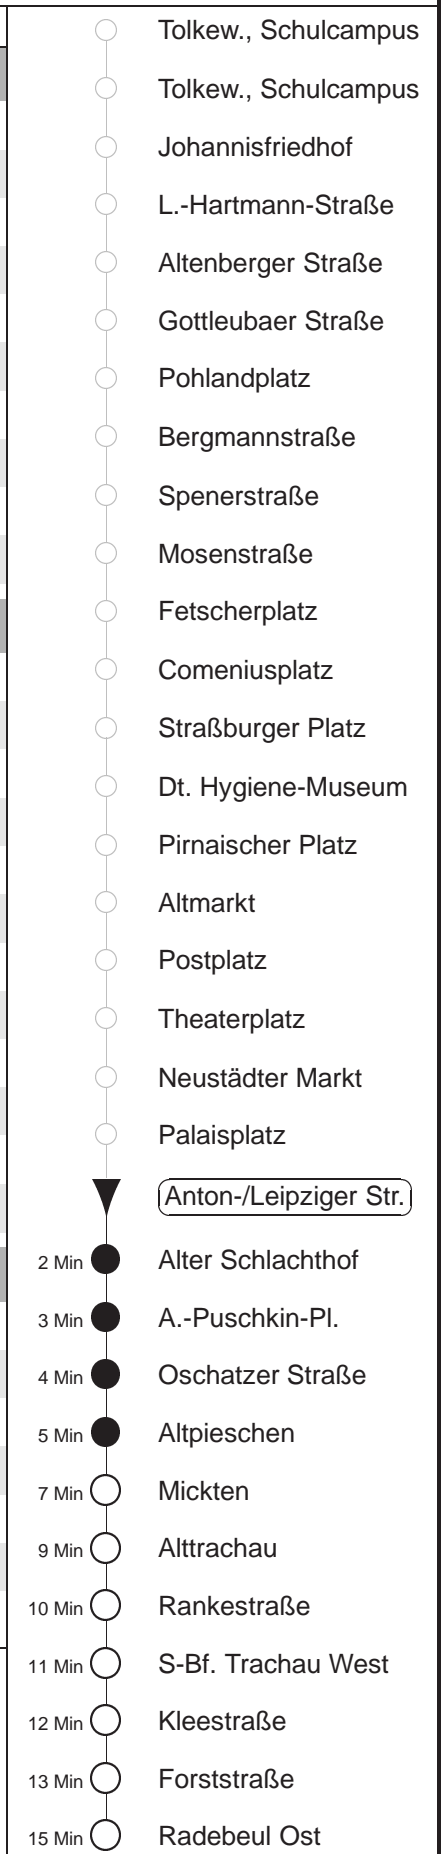 Tolkew., Schulcampus
Tolkew., Schulcampus
Johannisfriedhof
L.-Hartmann-Straße
Altenberger Straße
Gottleubaer Straße
Pohlandplatz
Bergmannstraße
Spenerstraße
Mosenstraße
Fetscherplatz
Comeniusplatz
Straßburger Platz
Dt. Hygiene-Museum
Pirnaischer Platz
Altmarkt
Postplatz
Theaterplatz
Neustädter Markt
Palaisplatz
Anton-/Leipziger Str.
2 Min Alter Schlachthof
3 Min A.-Puschkin-Pl.
4 Min Oschatzer Straße
5 Min Altpieschen
7 Min Mickten
9 Min Alttrachau
10 Min Rankestraße
11 Min S-Bf. Trachau West
12 Min Kleestraße
13 Min Forststraße
15 Min Radebeul Ost